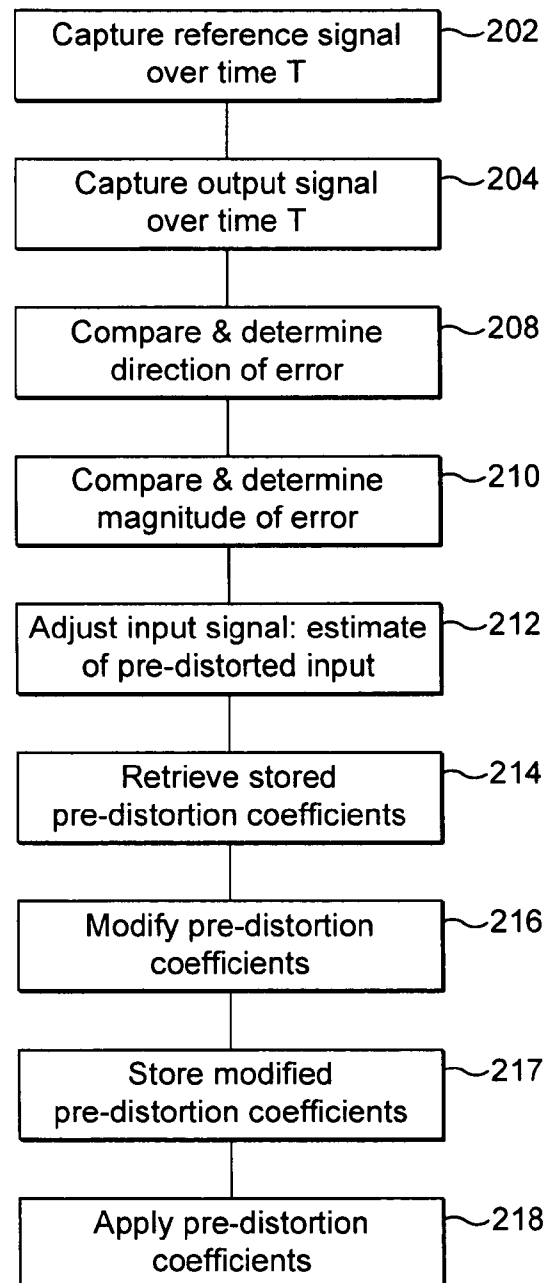 Capture reference signal
over time T
202
Capture output signal
over time T
204
Compare & determine
direction of error
208
Compare & determine
magnitude of error
210
Adjust input signal: estimate
of pre-distorted input
212
Retrieve stored
pre-distortion coefficients
214
Modify pre-distortion
coefficients
216
Store modified
pre-distortion coefficients
217
Apply pre-distortion
coefficients
218